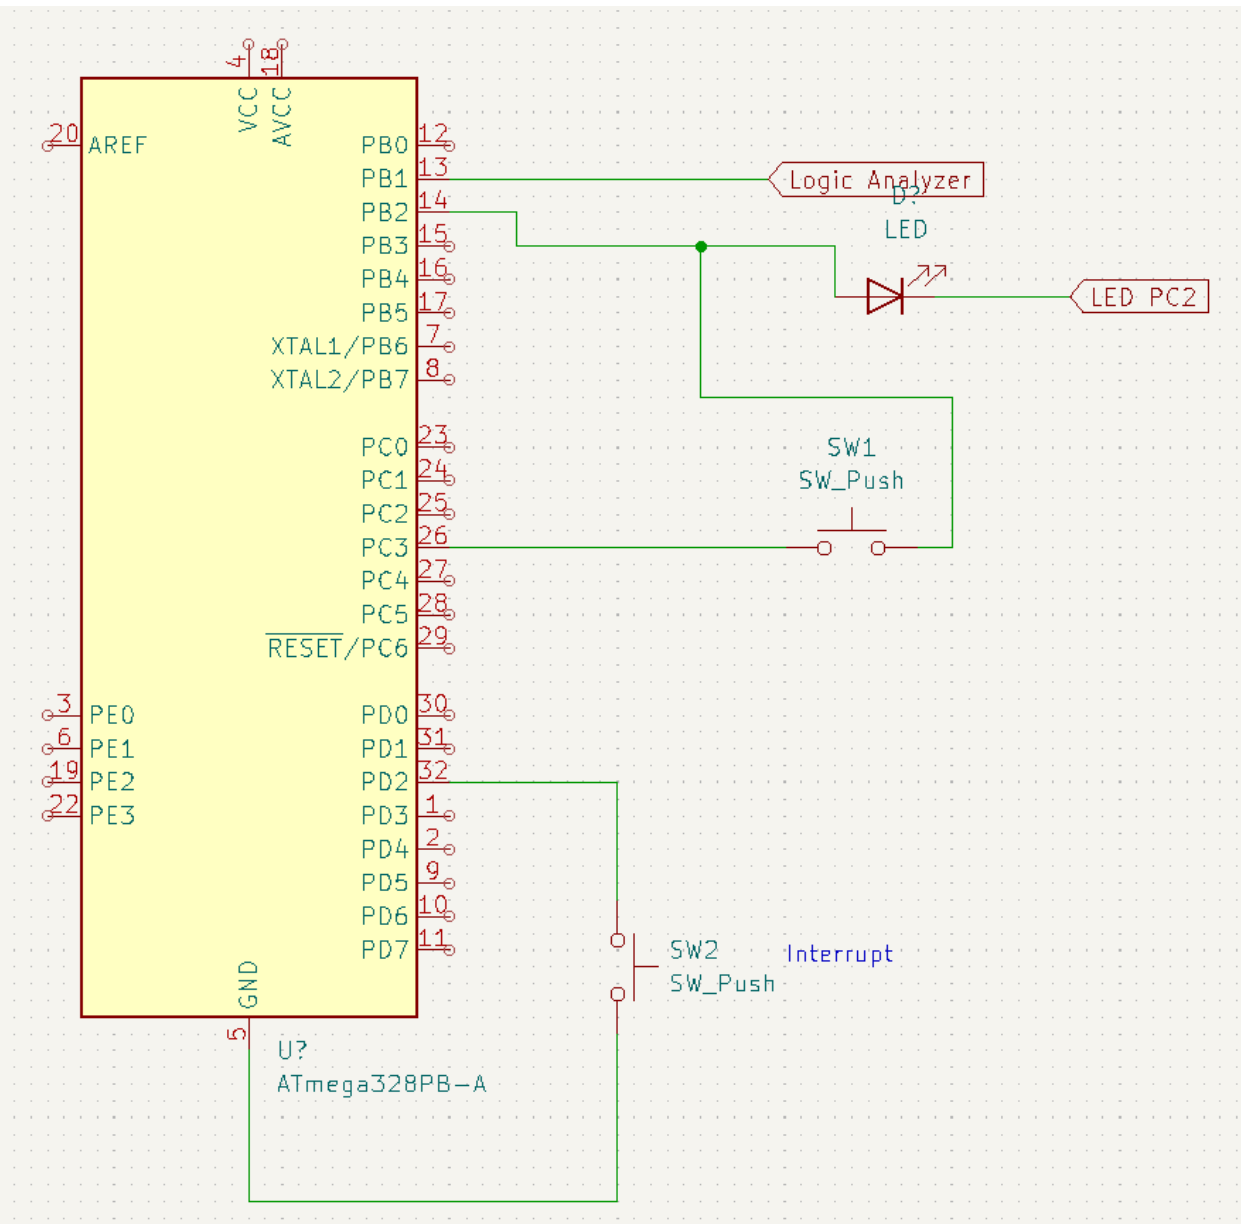 4
18
VCC
AVCC
20
AREF
PB0
12
PB1
13
PB2
14
PB3
15
PB4
16
PB5
17
XTAL1/PB6
7
XTAL2/PB7
8
PC0
23
PC1
24
PC2
25
PC3
26
PC4
27
PC5
28
RESET/PC6
29
3
PE0
6
PE1
19
PE2
22
PE3
PD0
30
PD1
31
PD2
32
PD3
1
PD4
2
PD5
9
PD6
10
PD7
11
GND
5
U?
ATmega328PB-A
Logic Analyzer
D?
LED
LED PC2
SW1
SW_Push
SW2
SW_Push
Interrupt